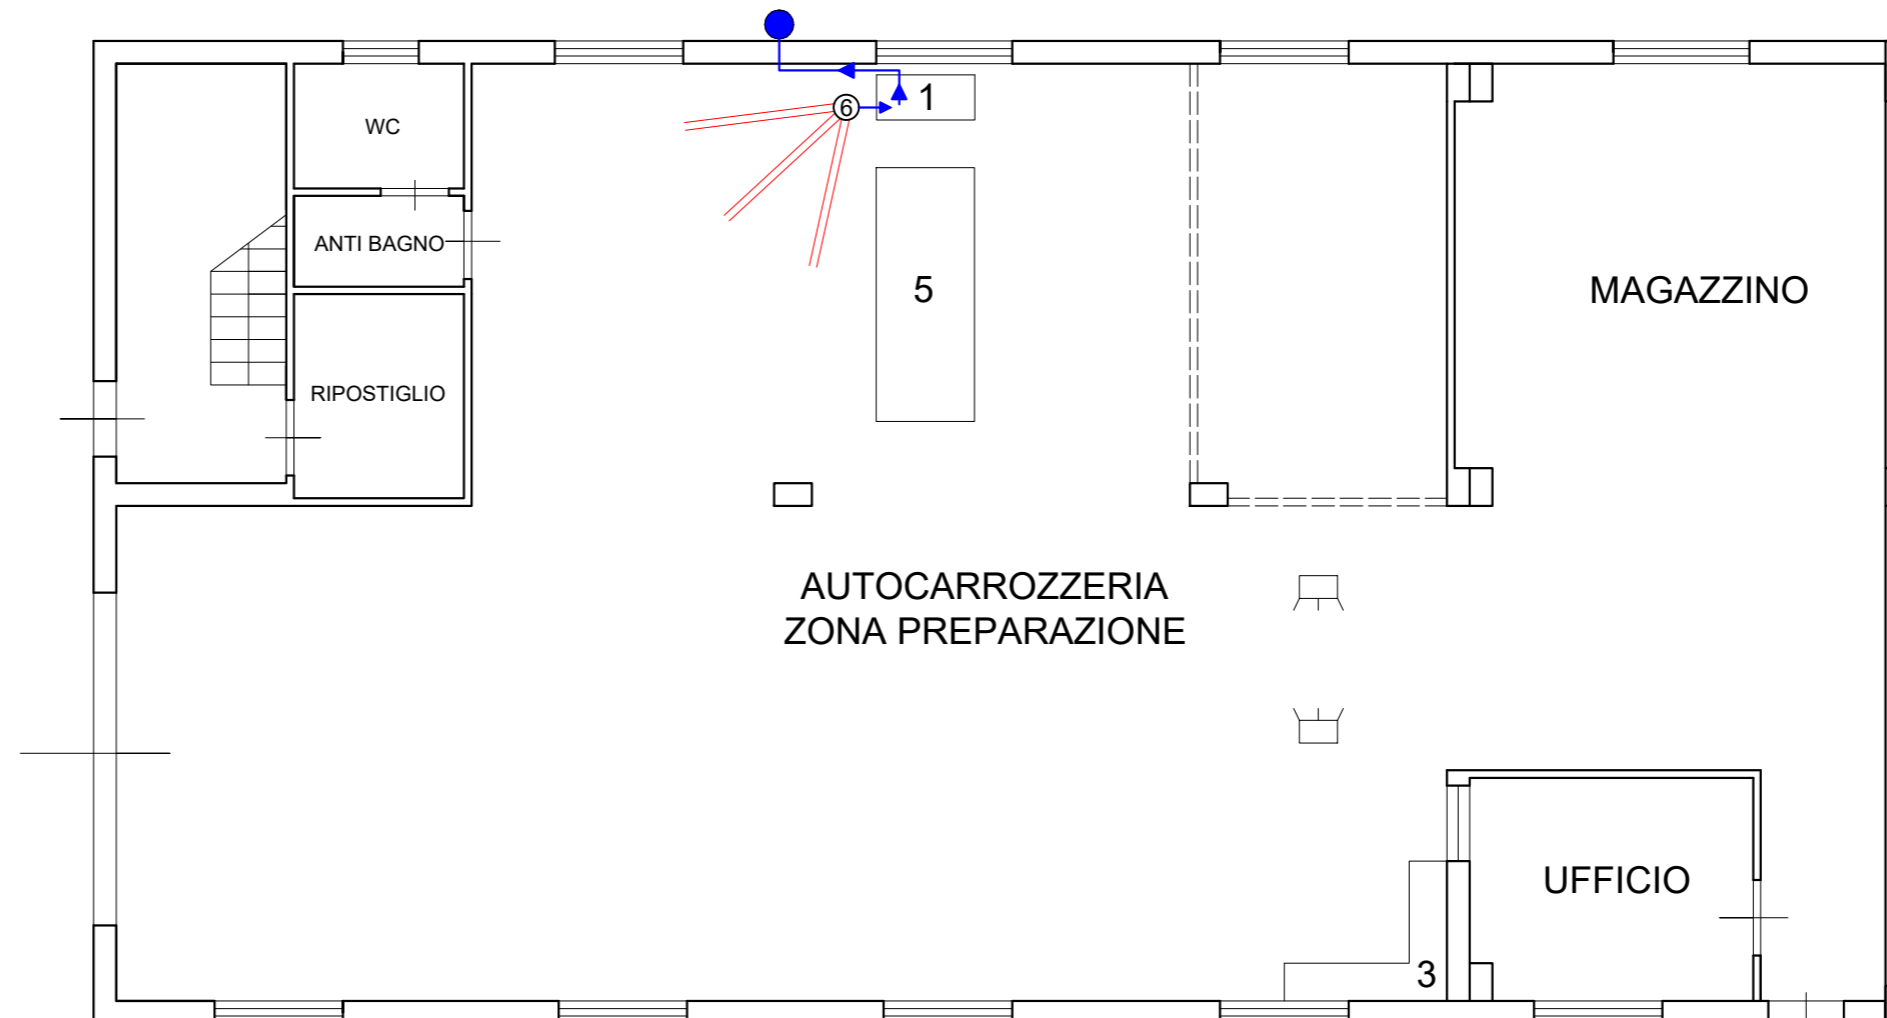 1
6
WC
ANTI BAGNO
5
MAGAZZINO
RIPOSTIGLIO
AUTOCARROZZERIA
ZONA PREPARAZIONE
UFFICIO
3